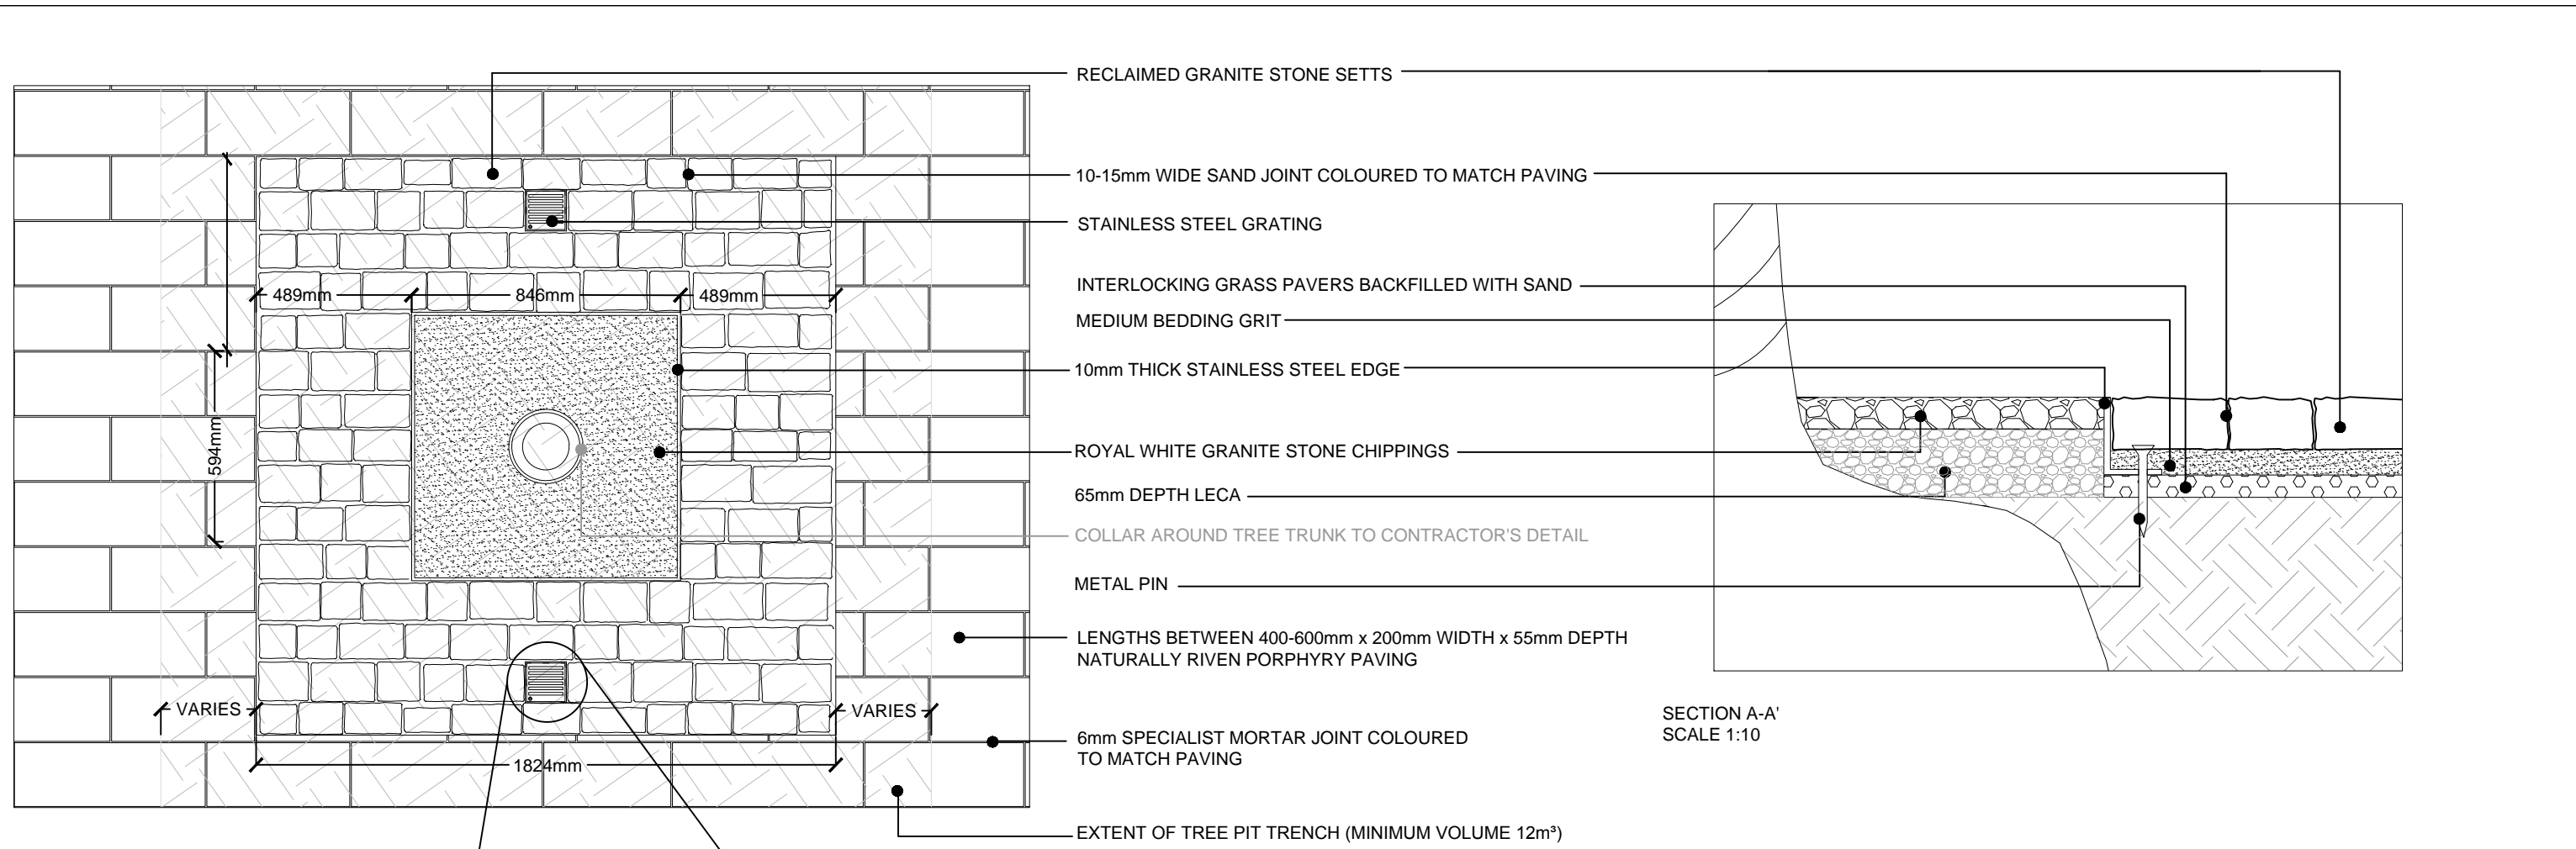 RECLAIMED GRANITE STONE SETTS
10-15mm WIDE SAND JOINT COLOURED TO MATCH PAVING
STAINLESS STEEL GRATING
INTERLOCKING GRASS PAVERS BACKFILLED WITH SAND
489mm
846mm
489mm
MEDIUM BEDDING GRIT
10mm THICK STAINLESS STEEL EDGE
594mm
ROYAL WHITE GRANITE STONE CHIPPINGS
65mm DEPTH LECA
COLLAR AROUND TREE TRUNK TO CONTRACTOR'S DETAIL
METAL PIN
LENGTHS BETWEEN 400-600mm x 200mm WIDTH x 55mm DEPTH
NATURALLY RIVEN PORPHYRY PAVING
VARIES
VARIES
SECTION A-A'
SCALE 1:10
6mm SPECIALIST MORTAR JOINT COLOURED
TO MATCH PAVING
1824mm
EXTENT OF TREE PIT TRENCH (MINIMUM VOLUME 12m³)